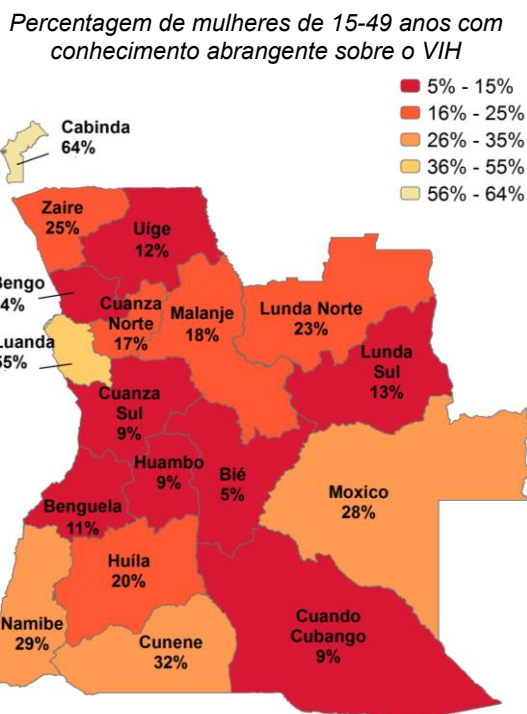 Percentagem de mulheres de 15-49 anos com
conhecimento abrangente sobre o VIH
5% - 15%
16% - 25%
26% - 35%
36% - 55%
56% - 64%
Cabinda
64%
Zaire
25%
Uíge
12%
Cuanza
Norte
17%
Malanje
18%
Lunda Norte
23%
Lunda
Sul
13%
Cuanza
Sul
9%
Huambo
9%
Bié
5%
Benguela
11%
Moxico
28%
Huíla
20%
Namibe
29%
Cunene
32%
Cuando
Cubango
9%